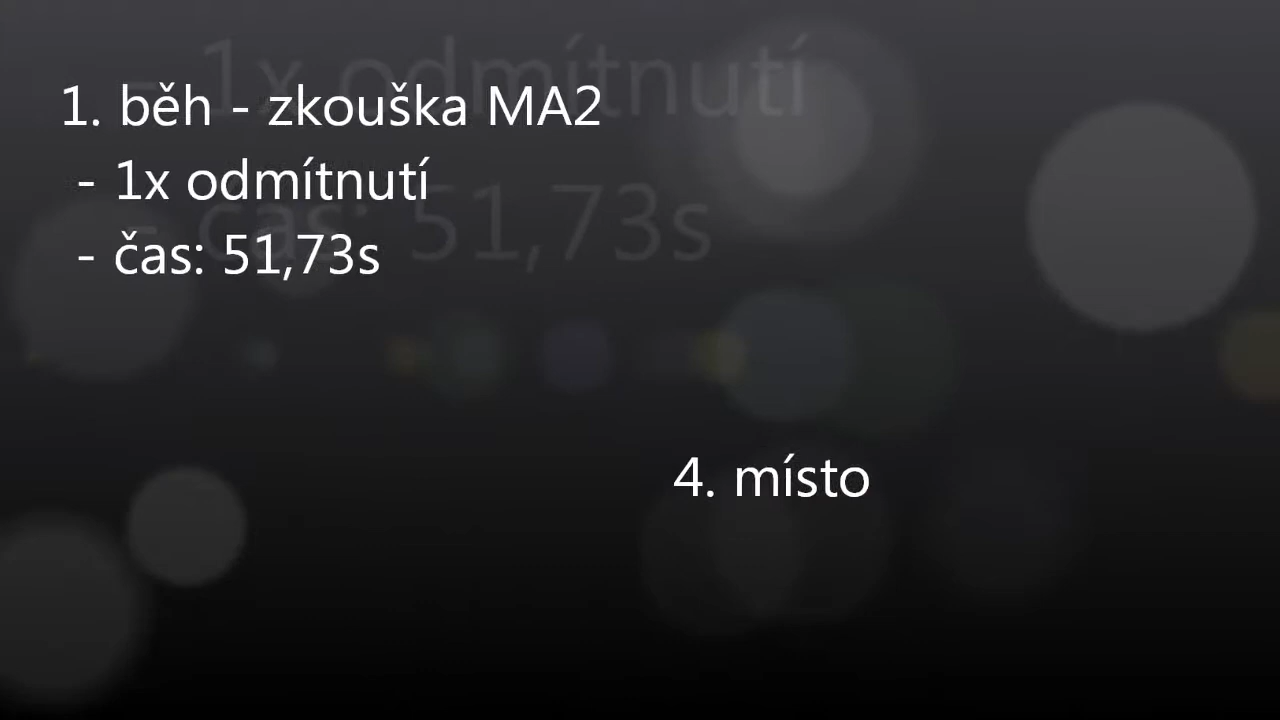 1. běh - zkouška MA2
- 1x odmítnutí
- čas: 51,73s
4. místo